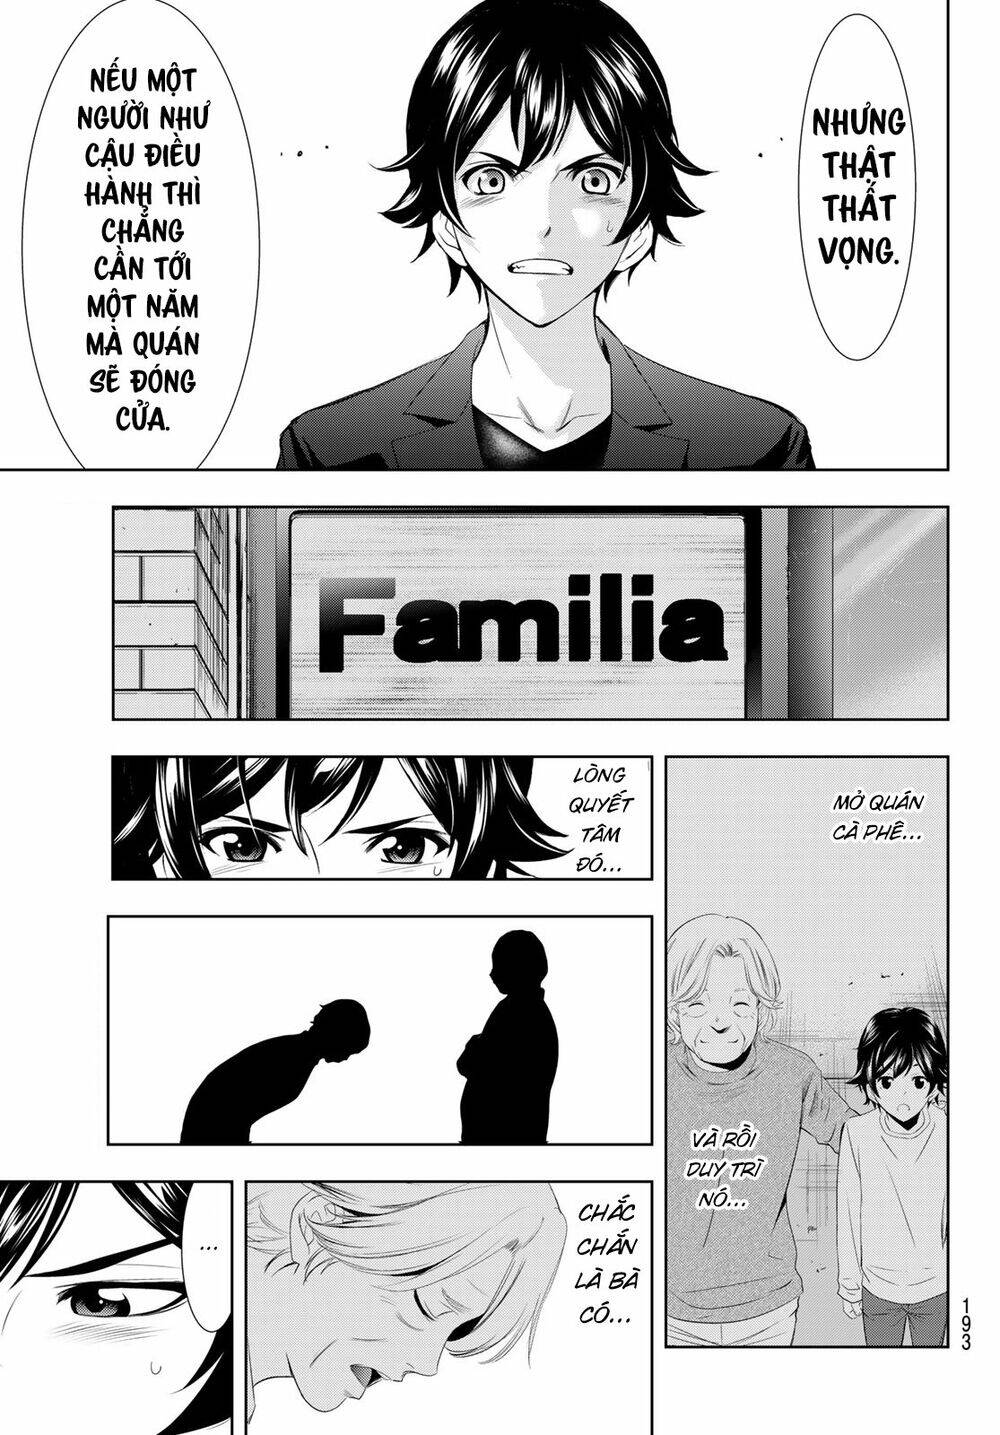 NHƯNG
THẬT
THẤT
VỌNG.
NẾU MỘT
NGƯỜI NHƯ
CẬU ĐIỀU
HÀNH THÌ
CHẲNG
CẦN TỚI
MỘT NĂM
MÀ QUÁN
SẼ ĐÓNG
CỬA.
Familia
MỞ QUÁN
CÀ PHÊ...
VÀ RỒI
DUY TRÌ
NÓ...
LÒNG
QUYẾT
TÂM
ĐÓ...
CHẮC
CHẮN
LÀ BÀ
CÓ...
...
193